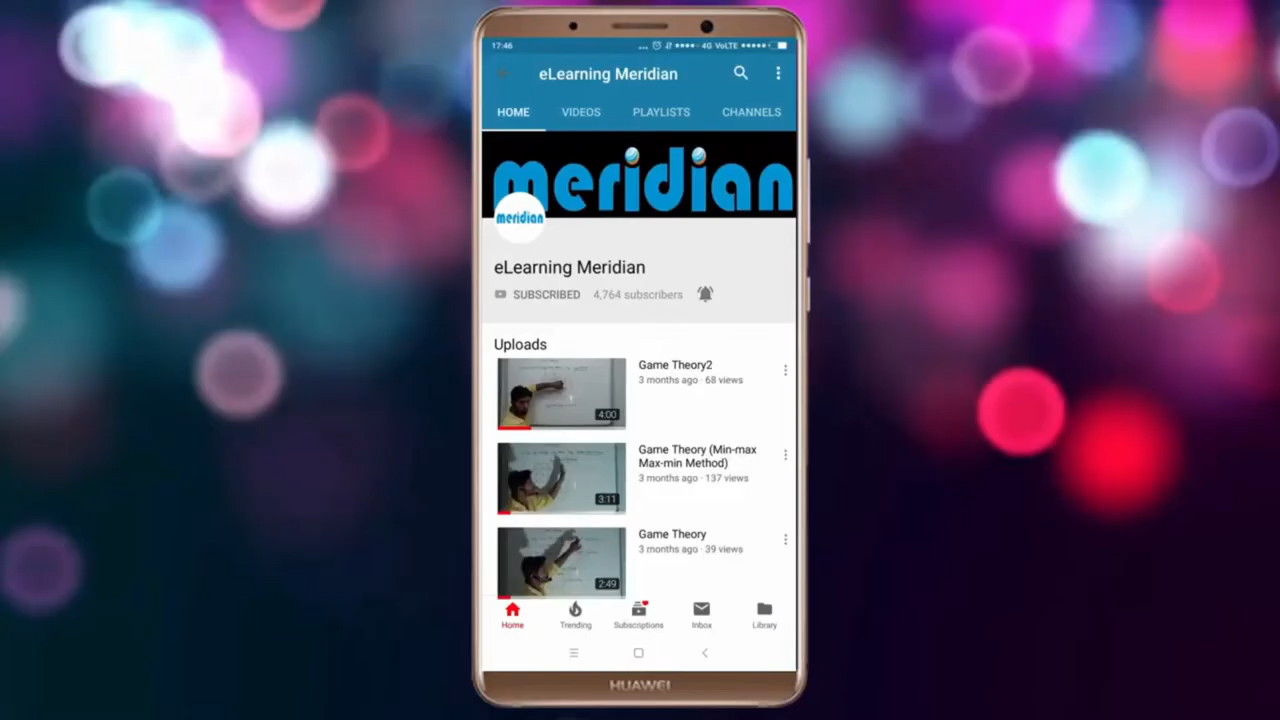 17:46
4G VoLTE
eLearning Meridian
HOME VIDEOS PLAYLISTS CHANNELS
meridian
meridian
eLearning Meridian
SUBSCRIBED 4,764 subscribers
Uploads
Game Theory2
3 months ago · 68 views
4:00
Game Theory (Min-max
Max-min Method)
3 months ago · 137 views
3:11
Game Theory
3 months ago · 39 views
2:49
Home Trending Subscriptions Inbox Library
HUAWEI